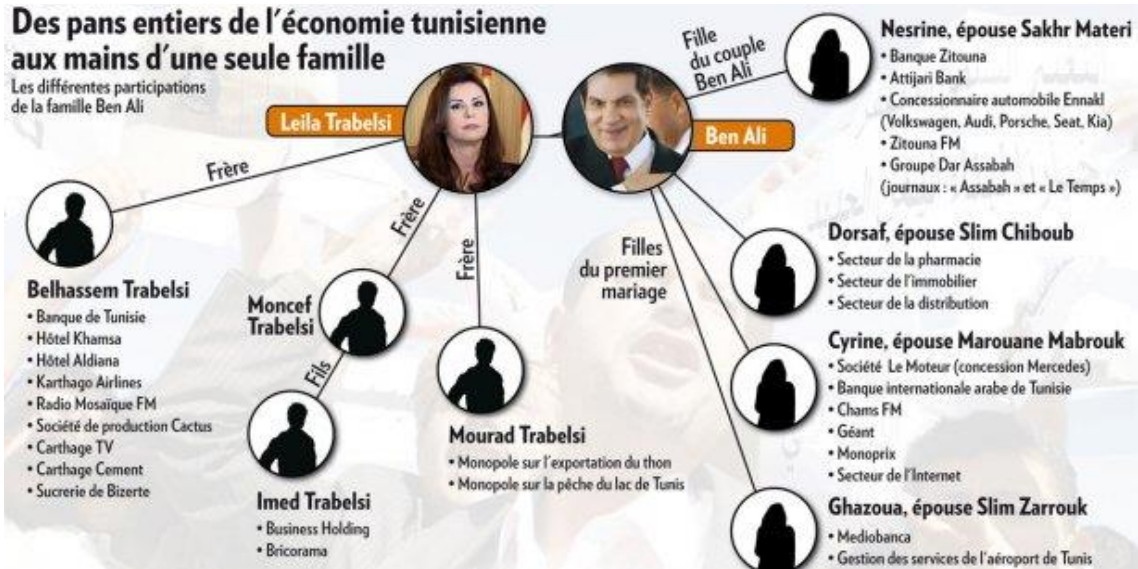 Des pans entiers de l'économie tunisienne
aux mains d'une seule famille
Les différentes participations
de la famille Ben Ali
Leila Trabelsi
Ben Ali
Frère
Belhassem Trabelsi
• Banque de Tunisie
• Hôtel Khamsa
• Hôtel Aldiana
• Karthago Airlines
• Radio Mosaïque FM
• Société de production Cactus
• Carthage TV
• Carthage Cement
• Sucrerie de Bizerte
Frère
Moncef
Trabelsi
Fils
Imed Trabelsi
• Business Holding
• Bricorama
Frère
Mourad Trabelsi
• Monopole sur l'exportation du thon
• Monopole sur la pêche du lac de Tunis
Fille
du couple
Ben Ali
Nesrine, épouse Sakhr Materi
• Banque Zitouna
• Attijari Bank
• Concessionnaire automobile Ennakl
(Volkswagen, Audi, Porsche, Seat, Kia)
• Zitouna FM
• Groupe Dar Assabah
(journaux : « Assabah » et « Le Temps »)
Filles
du premier
mariage
Dorsaf, épouse Slim Chiboub
• Secteur de la pharmacie
• Secteur de l'immobilier
• Secteur de la distribution
Cyrine, épouse Marouane Mabrouk
• Société Le Moteur (concession Mercedes)
• Banque internationale arabe de Tunisie
• Chams FM
• Géant
• Monoprix
• Secteur de l'Internet
Ghazoua, épouse Slim Zarrouk
• Mediobanca
• Gestion des services de l'aéroport de Tunis